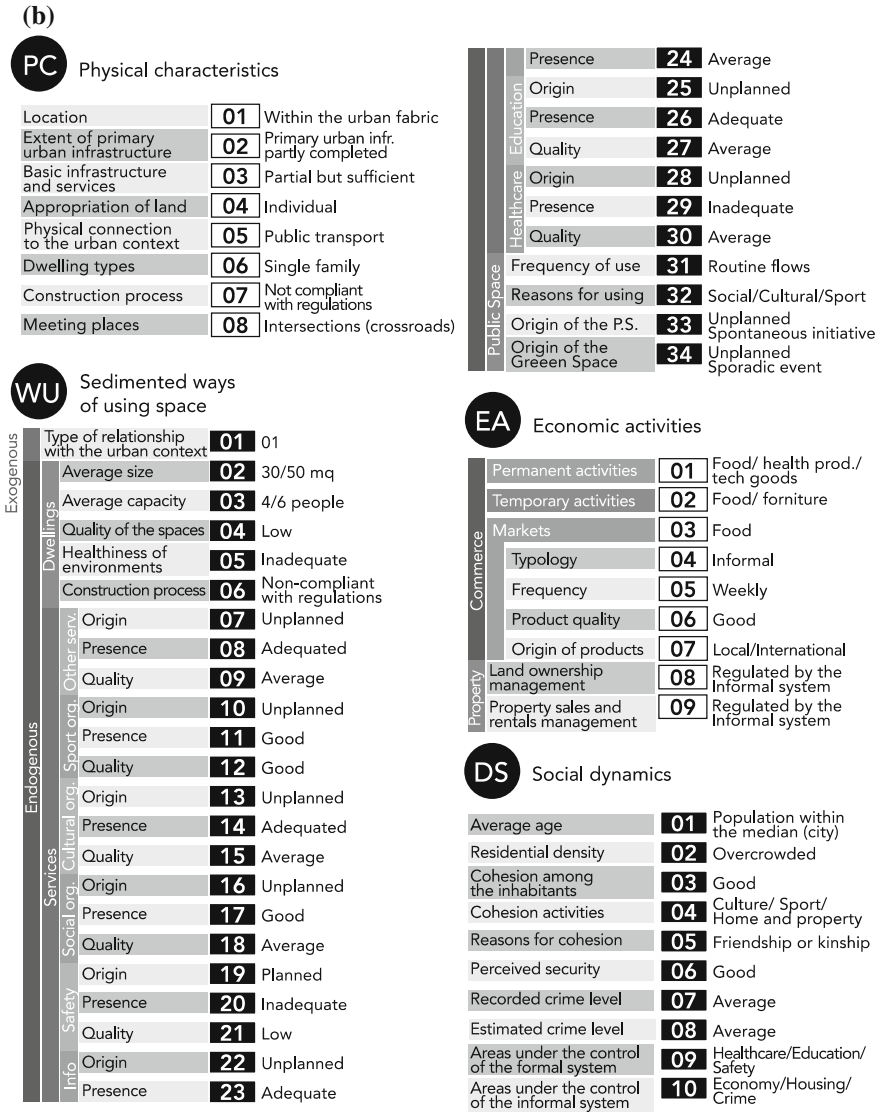 (b)
PC Physical characteristics
Location 01 Within the urban fabric
Extent of primary
urban infrastructure 02 Primary urban infr.
partly completed
Basic infrastructure
and services 03 Partial but sufficient
Appropriation of land 04 Individual
Physical connection
to the urban context 05 Public transport
Dwelling types 06 Single family
Construction process 07 Not compliant
with regulations
Meeting places 08 Intersections (crossroads)
WU Sedimented ways
of using space
Exogenous
Type of relationship
with the urban context 01 01
Endogenous
Dwellings
Average size 02 30/50 mq
Average capacity 03 4/6 people
Quality of the spaces 04 Low
Healthiness of
environments 05 Inadequate
Construction process 06 Non-compliant
with regulations
Services
Other serv.
Origin 07 Unplanned
Presence 08 Adequated
Quality 09 Average
Sport org.
Origin 10 Unplanned
Presence 11 Good
Quality 12 Good
Cultural org.
Origin 13 Unplanned
Presence 14 Adequated
Quality 15 Average
Social org.
Origin 16 Unplanned
Presence 17 Good
Quality 18 Average
Safety
Origin 19 Planned
Presence 20 Inadequate
Quality 21 Low
Info
Origin 22 Unplanned
Presence 23 Adequate
Presence 24 Average
Education
Origin 25 Unplanned
Presence 26 Adequate
Quality 27 Average
Healthcare
Origin 28 Unplanned
Presence 29 Inadequate
Quality 30 Average
Public Space
Frequency of use 31 Routine flows
Reasons for using 32 Social/Cultural/Sport
Origin of the P.S. 33 Unplanned
Spontaneous initiative
Origin of the
Greeen Space 34 Unplanned
Sporadic event
EA Economic activities
Commerce
Permanent activities 01 Food/ health prod./
tech goods
Temporary activities 02 Food/ forniture
Markets 03 Food
Typology 04 Informal
Frequency 05 Weekly
Product quality 06 Good
Origin of products 07 Local/International
Property
Land ownership
management 08 Regulated by the
Informal system
Property sales and
rentals management 09 Regulated by the
Informal system
DS Social dynamics
Average age 01 Population within
the median (city)
Residential density 02 Overcrowded
Cohesion among
the inhabitants 03 Good
Cohesion activities 04 Culture/ Sport/
Home and property
Reasons for cohesion 05 Friendship or kinship
Perceived security 06 Good
Recorded crime level 07 Average
Estimated crime level 08 Average
Areas under the control
of the formal system 09 Healthcare/Education/
Safety
Areas under the control
of the informal system 10 Economy/Housing/
Crime